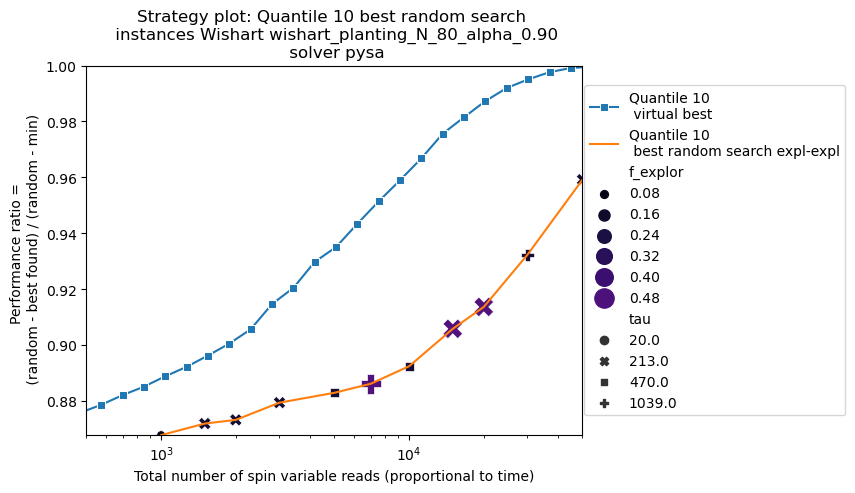 Strategy plot: Quantile 10 best random search
instances Wishart wishart_planting_N_80_alpha_0.90
solver pysa
Performance ratio =
(random - best found) / (random - min)
1.00
0.98
0.96
0.94
0.92
0.90
0.88
10^3
10^4
Total number of spin variable reads (proportional to time)
Quantile 10
virtual best
Quantile 10
best random search expl-expl
f_explor
0.08
0.16
0.24
0.32
0.40
0.48
tau
20.0
213.0
470.0
1039.0